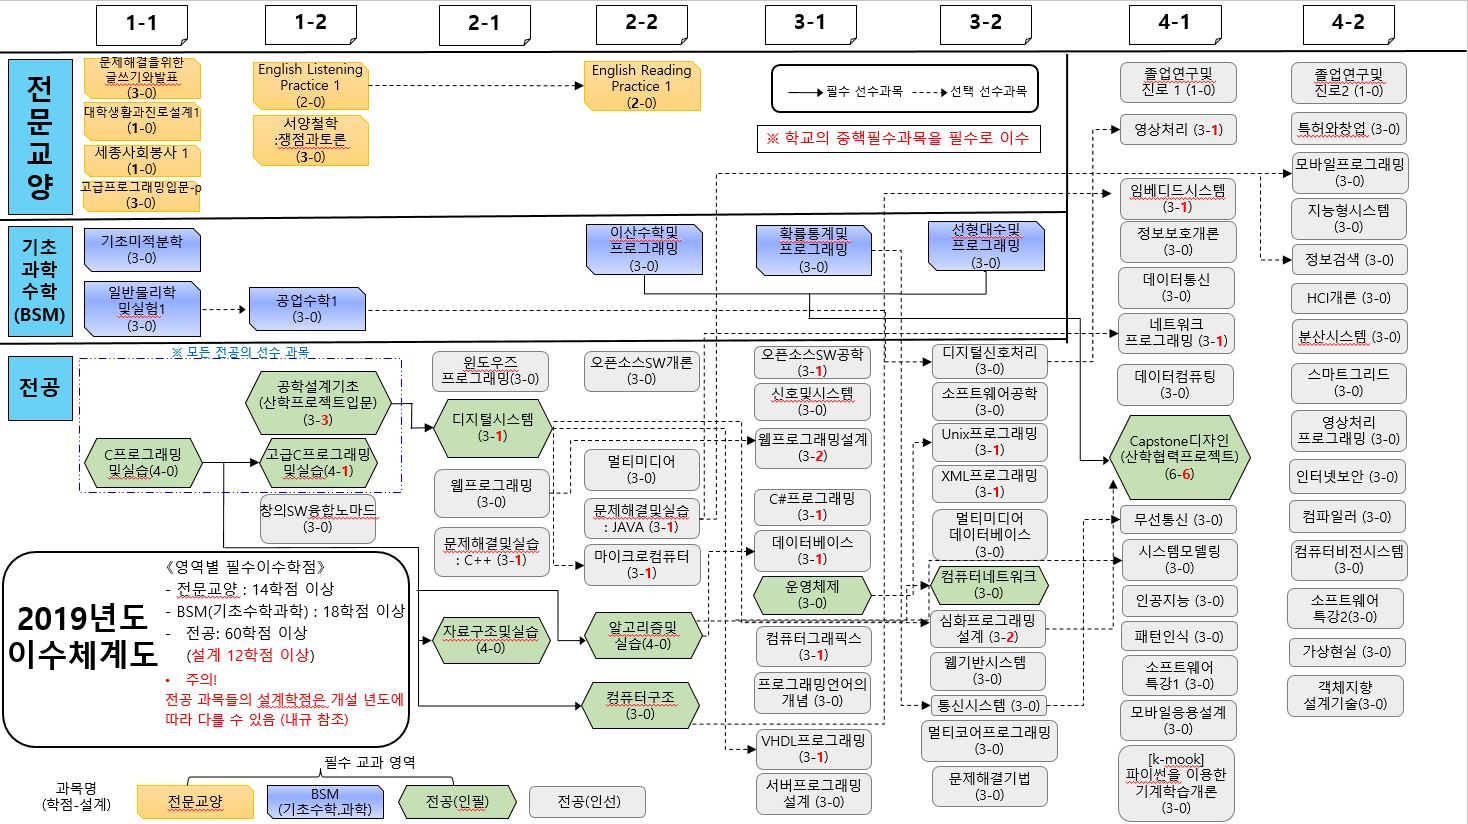 1-1
1-2
2-1
2-2
3-1
3-2
4-1
4-2
전
문
교
양
문제해결을위한
글쓰기와발표
(3-0)
대학생활과진로설계1
(1-0)
세종사회봉사 1
(1-0)
고급프로그래밍입문-p
(3-0)
English Listening
Practice 1
(2-0)
서양철학
:쟁점과토론
(3-0)
English Reading
Practice 1
(2-0)
필수 선수과목
선택 선수과목
※ 학교의 중핵필수과목을 필수로 이수
기초
과학
수학
(BSM)
기초미적분학
(3-0)
일반물리학
및실험1
(3-0)
공업수학1
(3-0)
이산수학및
프로그래밍
(3-0)
확률통계및
프로그래밍
(3-0)
선형대수및
프로그래밍
(3-0)
전공
※ 모든 전공의 선수 과목
C프로그래밍
및실습(4-0)
공학설계기초
(산학프로젝트입문)
(3-3)
고급C프로그래밍
및실습(4-1)
창의SW융합노마드
(3-0)
윈도우즈
프로그래밍(3-0)
디지털시스템
(3-1)
웹프로그래밍
(3-0)
문제해결및실습
: C++ (3-1)
자료구조및실습
(4-0)
오픈소스SW개론
(3-0)
멀티미디어
(3-0)
문제해결및실습
: JAVA (3-1)
마이크로컴퓨터
(3-1)
알고리즘및
실습(4-0)
컴퓨터구조
(3-0)
오픈소스SW공학
(3-1)
신호및시스템
(3-0)
웹프로그래밍설계
(3-2)
C#프로그래밍
(3-1)
데이터베이스
(3-1)
운영체제
(3-0)
컴퓨터그래픽스
(3-1)
프로그래밍언어의
개념 (3-0)
VHDL프로그래밍
(3-1)
서버프로그래밍
설계 (3-0)
디지털신호처리
(3-0)
소프트웨어공학
(3-0)
Unix프로그래밍
(3-1)
XML프로그래밍
(3-1)
멀티미디어
데이터베이스
(3-0)
컴퓨터네트워크
(3-0)
심화프로그래밍
설계 (3-2)
웹기반시스템
(3-0)
통신시스템 (3-0)
멀티코어프로그래밍
(3-0)
문제해결기법
(3-0)
졸업연구및
진로 1 (1-0)
영상처리 (3-1)
임베디드시스템
(3-1)
정보보호개론
(3-0)
데이터통신
(3-0)
네트워크
프로그래밍 (3-1)
데이터컴퓨팅
(3-0)
Capstone디자인
(산학협력프로젝트)
(6-6)
무선통신 (3-0)
시스템모델링
(3-0)
인공지능 (3-0)
패턴인식 (3-0)
소프트웨어
특강1 (3-0)
모바일응용설계
(3-0)
[k-mook]
파이썬을 이용한
기계학습개론
(3-0)
졸업연구및
진로2 (1-0)
특허와창업 (3-0)
모바일프로그래밍
(3-0)
지능형시스템
(3-0)
정보검색 (3-0)
HCI개론 (3-0)
분산시스템 (3-0)
스마트그리드
(3-0)
영상처리
프로그래밍 (3-0)
인터넷보안 (3-0)
컴파일러 (3-0)
컴퓨터비전시스템
(3-0)
소프트웨어
특강2(3-0)
가상현실 (3-0)
객체지향
설계기술(3-0)
2019년도
이수체계도
《영역별 필수이수학점》
- 전문교양 : 14학점 이상
- BSM(기초수학과학) : 18학점 이상
- 전공: 60학점 이상
(설계 12학점 이상)
• 주의!
전공 과목들의 설계학점은 개설 년도에
따라 다를 수 있음 (내규 참조)
필수 교과 영역
과목명
(학점-설계)
전문교양
BSM
(기초수학.과학)
전공(인필)
전공(인선)